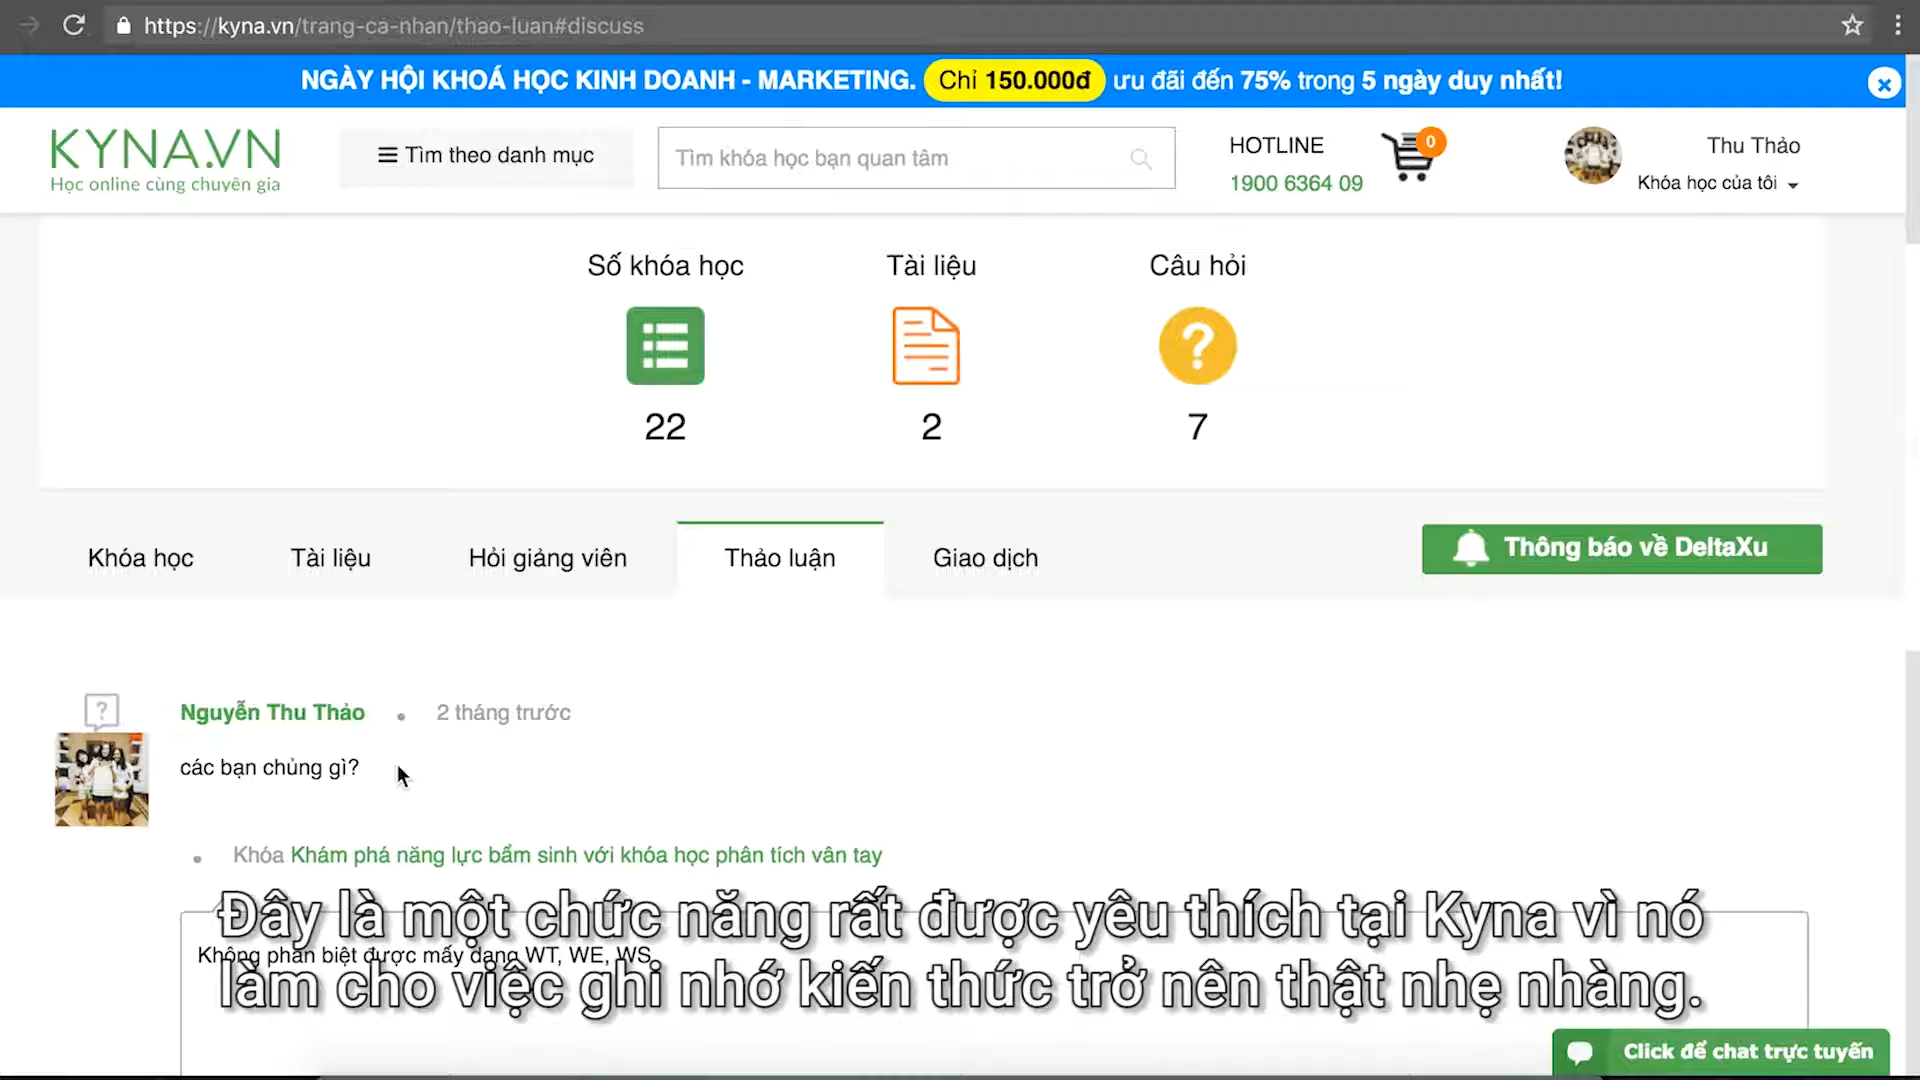 https://kyna.vn/trang-ca-nhan/thao-luan#discuss
NGÀY HỘI KHOÁ HỌC KINH DOANH - MARKETING. Chỉ 150.000đ ưu đãi đến 75% trong 5 ngày duy nhất!
KYNA.VN
Học online cùng chuyên gia
Tìm theo danh mục
Tìm khóa học bạn quan tâm
HOTLINE
1900 6364 09
0
Thu Thảo
Khóa học của tôi
Số khóa học
Tài liệu
Câu hỏi
?
22
2
7
Khóa học
Tài liệu
Hỏi giảng viên
Thảo luận
Giao dịch
Thông báo về DeltaXu
?
Nguyễn Thu Thảo • 2 tháng trước
các bạn chủng gì?
• Khóa Khám phá năng lực bẩm sinh với khóa học phân tích vân tay
Không phân biệt được mấy dạng WT, WE, WS
Đây là một chức năng rất được yêu thích tại Kyna vì nó
làm cho việc ghi nhớ kiến thức trở nên thật nhẹ nhàng.
Click để chat trực tuyến